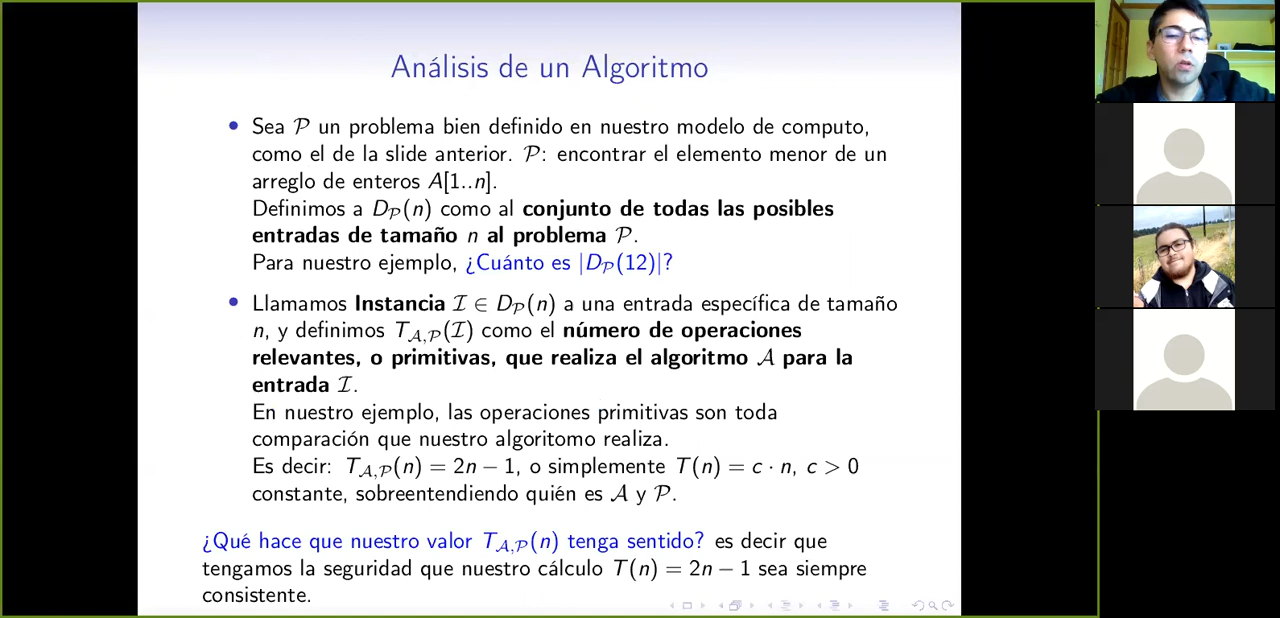 Análisis de un Algoritmo
• Sea 𝒫 un problema bien definido en nuestro modelo de computo,
como el de la slide anterior. 𝒫: encontrar el elemento menor de un
arreglo de enteros A[1..n].
Definimos a D_𝒫(n) como al conjunto de todas las posibles
entradas de tamaño n al problema 𝒫.
Para nuestro ejemplo, ¿Cuánto es |D_𝒫(12)|?
• Llamamos Instancia ℐ ∈ D_𝒫(n) a una entrada específica de tamaño
n, y definimos T_𝒜,𝒫(ℐ) como el número de operaciones
relevantes, o primitivas, que realiza el algoritmo 𝒜 para la
entrada ℐ.
En nuestro ejemplo, las operaciones primitivas son toda
comparación que nuestro algoritomo realiza.
Es decir: T_𝒜,𝒫(n) = 2n − 1, o simplemente T(n) = c · n, c > 0
constante, sobreentendiendo quién es 𝒜 y 𝒫.
¿Qué hace que nuestro valor T_𝒜,𝒫(n) tenga sentido? es decir que
tengamos la seguridad que nuestro cálculo T(n) = 2n − 1 sea siempre
consistente.